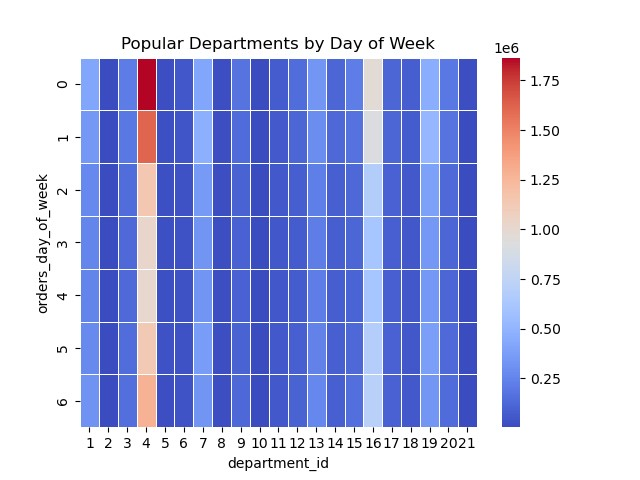 Popular Departments by Day of Week
1e6
orders_day_of_week
0
1
2
3
4
5
6
1 2 3 4 5 6 7 8 9 10 11 12 13 14 15 16 17 18 19 20 21
department_id
1.75
1.50
1.25
1.00
0.75
0.50
0.25